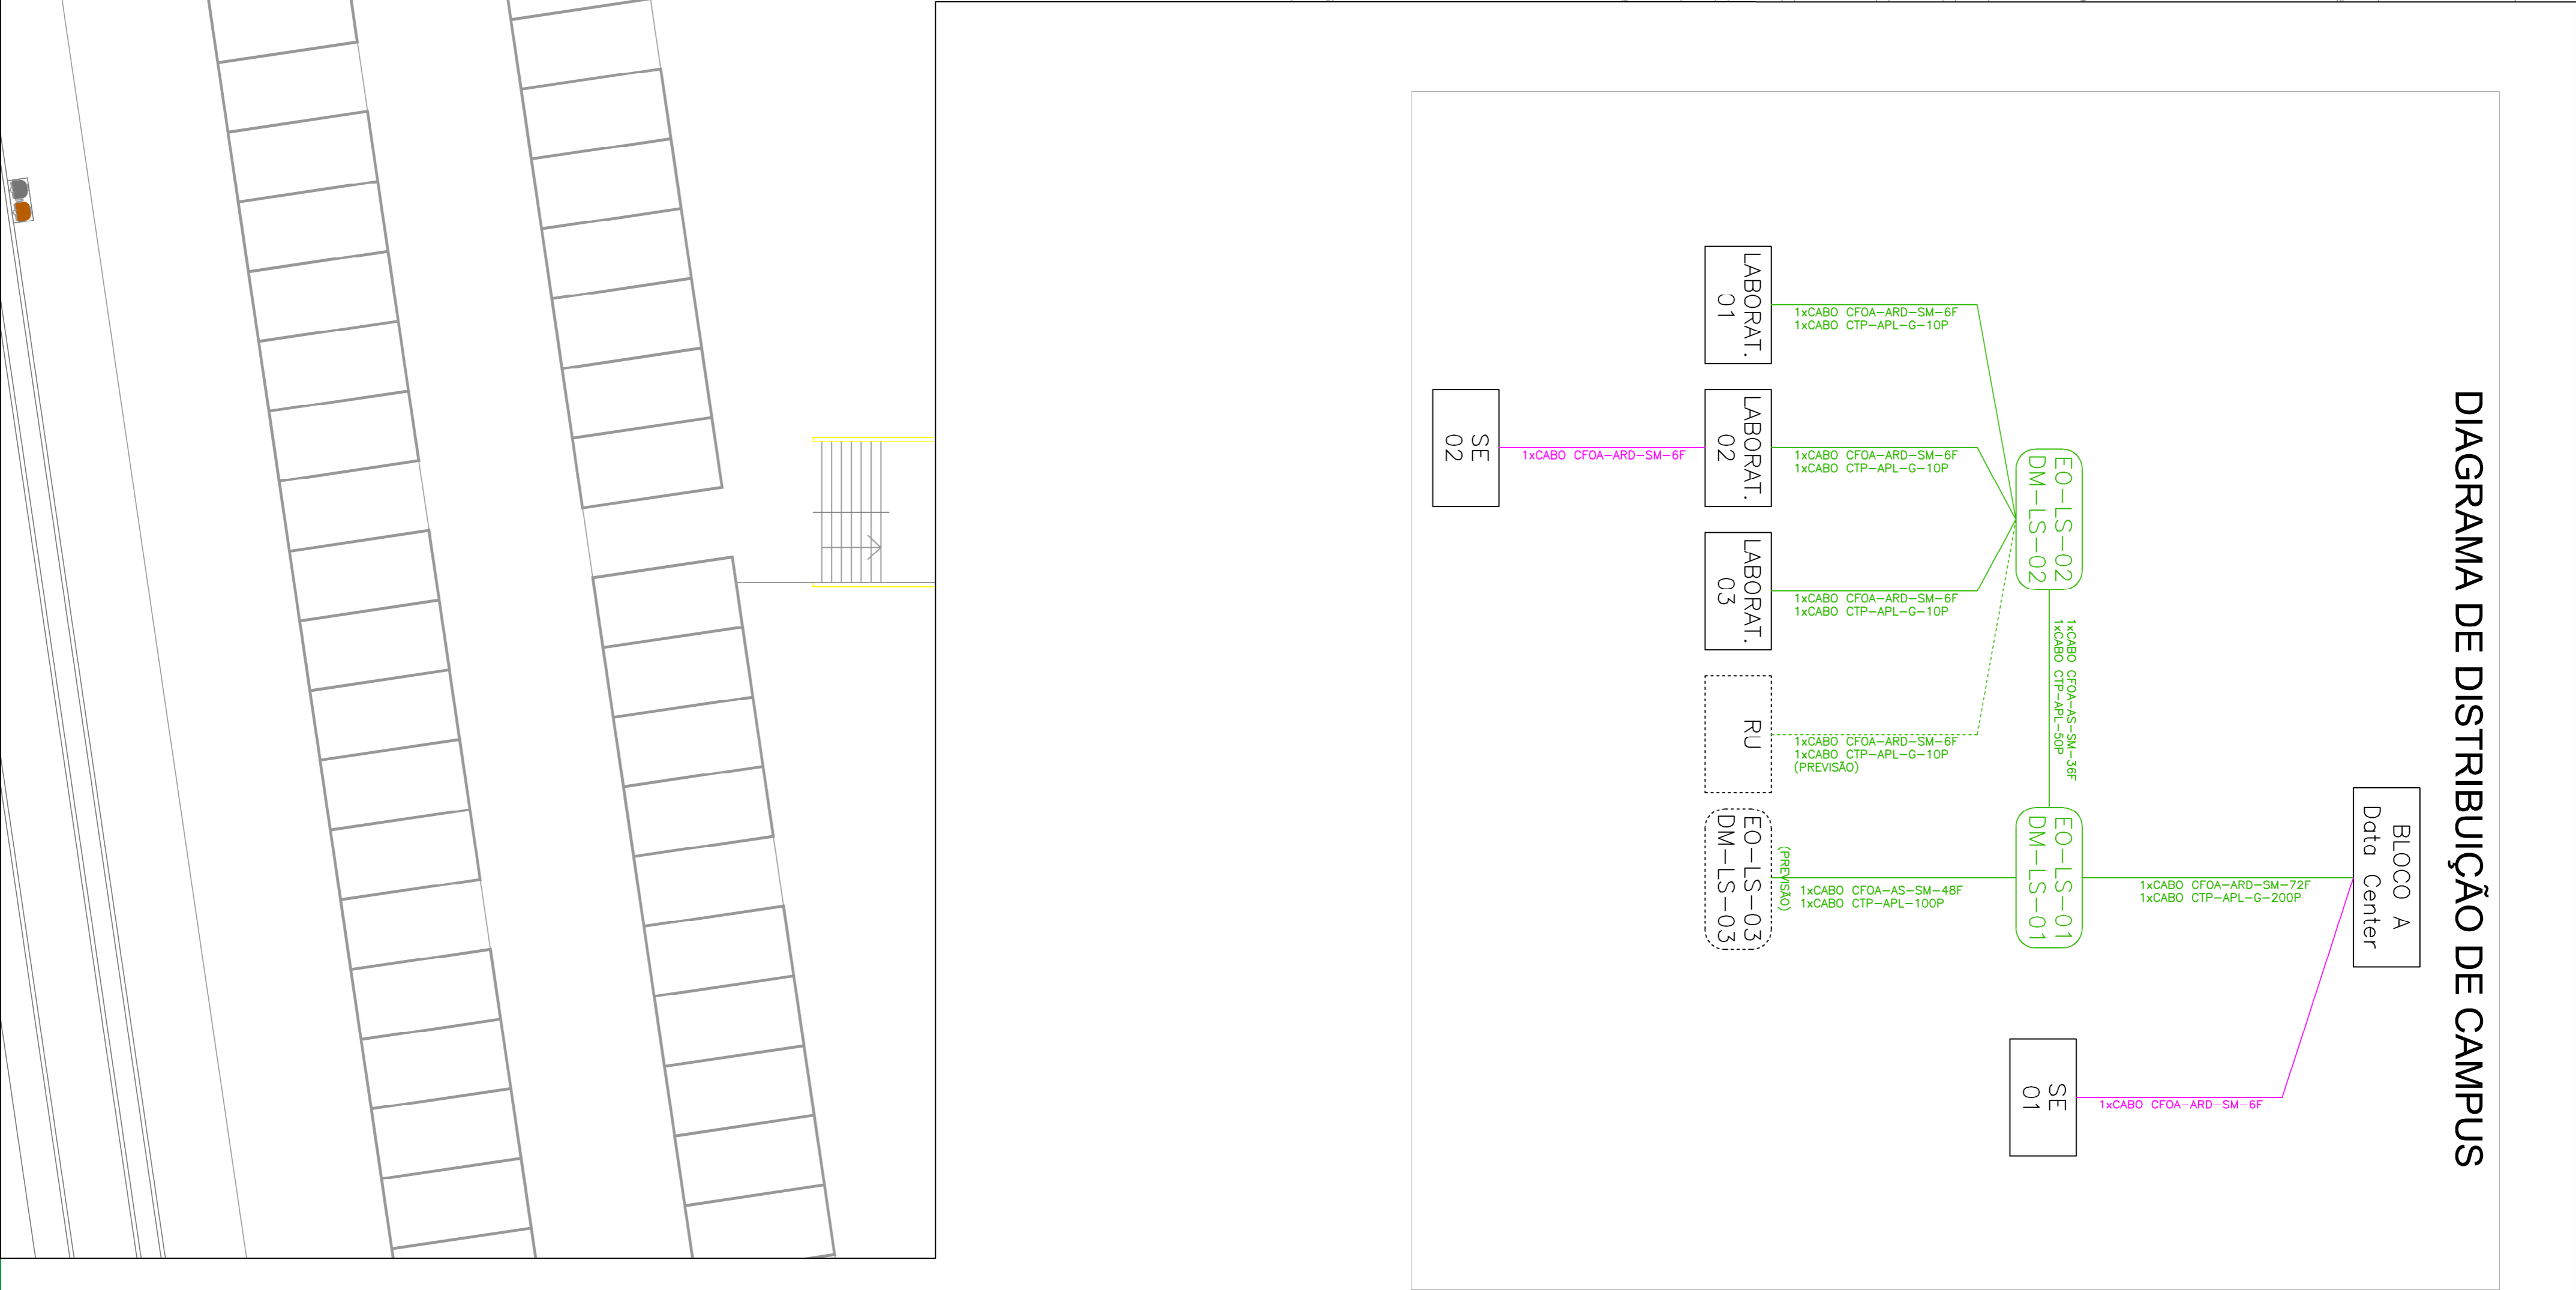 DIAGRAMA DE DISTRIBUIÇÃO DE CAMPUS
BLOCO A
Data Center
1xCABO CFOA-ARD-SM-72F
1xCABO CTP-APL-G-200P
1xCABO CFOA-ARD-SM-6F
SE
01
EO-LS-01
DM-LS-01
1xCABO CFOA-AS-SM-36F
1xCABO CTP-APL-50P
EO-LS-02
DM-LS-02
1xCABO CFOA-ARD-SM-6F
1xCABO CTP-APL-G-10P
LABORAT.
01
1xCABO CFOA-ARD-SM-6F
1xCABO CTP-APL-G-10P
LABORAT.
02
1xCABO CFOA-ARD-SM-6F
SE
02
1xCABO CFOA-ARD-SM-6F
1xCABO CTP-APL-G-10P
LABORAT.
03
1xCABO CFOA-ARD-SM-6F
1xCABO CTP-APL-G-10P
(PREVISÃO)
RU
1xCABO CFOA-AS-SM-48F
1xCABO CTP-APL-100P
(PREVISÃO)
EO-LS-03
DM-LS-03